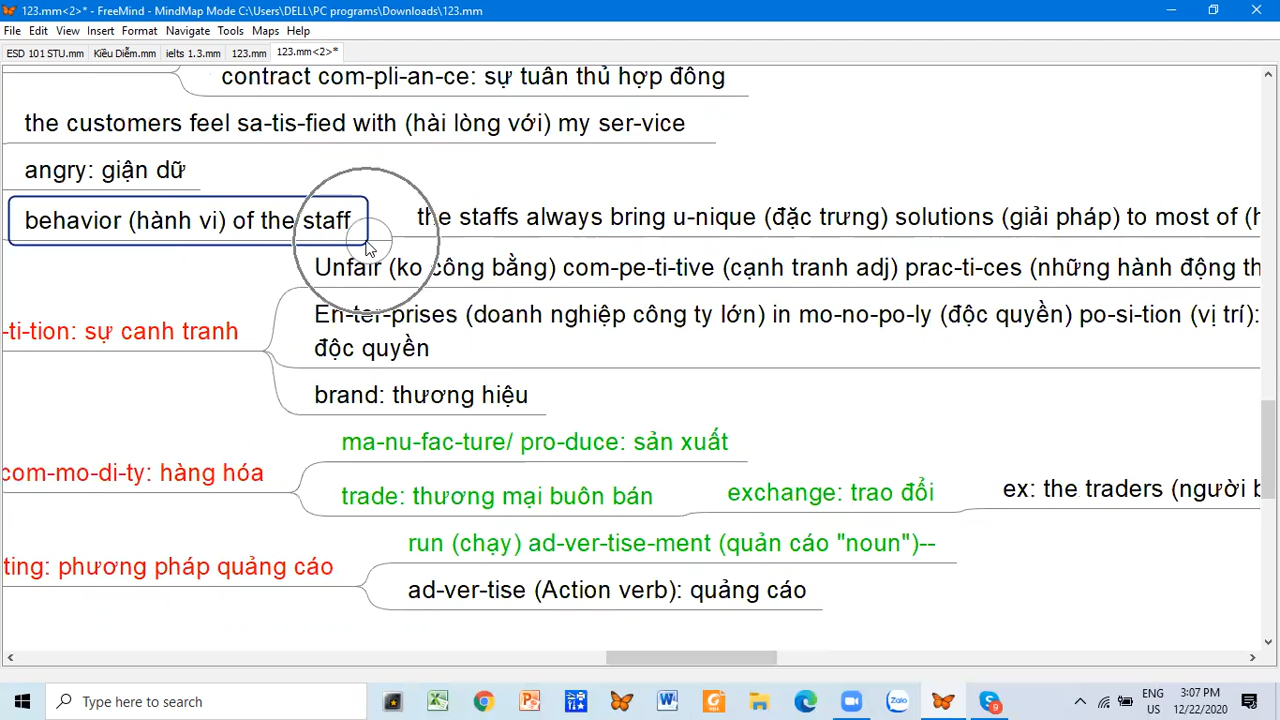 123.mm<2>* - FreeMind - MindMap Mode C:\Users\DELL\PC programs\Downloads\123.mm
File Edit View Insert Format Navigate Tools Maps Help
ESD 101 STU.mm Kiều Diễm.mm ielts 1.3.mm 123.mm 123.mm<2>*
contract com-pli-an-ce: sự tuân thủ hợp đông
the customers feel sa-tis-fied with (hài lòng với) my ser-vice
angry: giận dữ
behavior (hành vi) of the staff
the staffs always bring u-nique (đặc trưng) solutions (giải pháp) to most of (h
Unfair (ko công bằng) com-pe-ti-tive (cạnh tranh adj) prac-ti-ces (những hành động th
-ti-tion: sự canh tranh
En-ter-prises (doanh nghiệp công ty lớn) in mo-no-po-ly (độc quyền) po-si-tion (vị trí):
độc quyền
brand: thương hiệu
com-mo-di-ty: hàng hóa
ma-nu-fac-ture/ pro-duce: sản xuất
trade: thương mại buôn bán
exchange: trao đổi
ex: the traders (người b
ting: phương pháp quảng cáo
run (chạy) ad-ver-tise-ment (quản cáo "noun")--
ad-ver-tise (Action verb): quảng cáo
Type here to search
Zalo
9
ENG
US
3:07 PM
12/22/2020